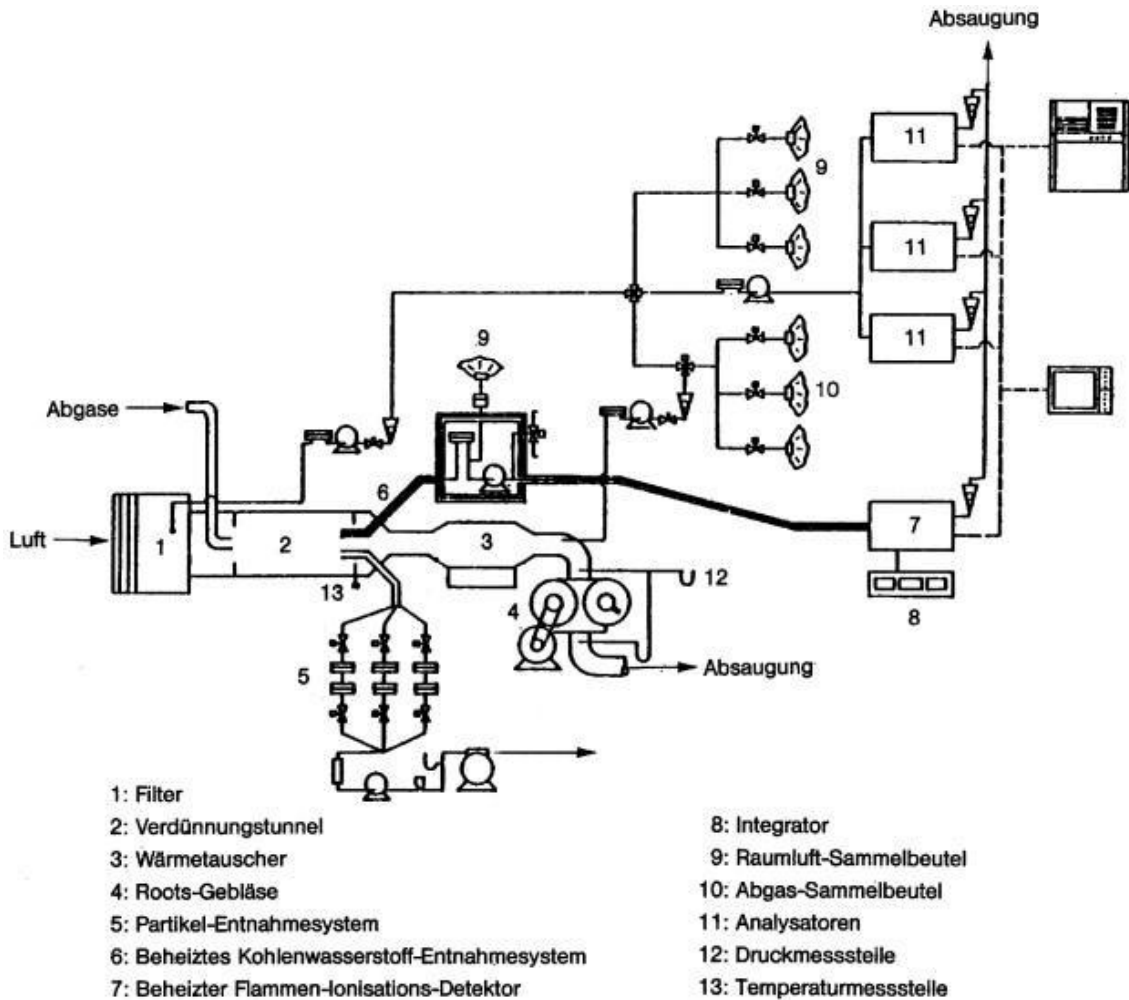 Absaugung
11
9
11
11
9
10
Abgase
6
7
Luft
1
2
3
13
12
4
8
5
Absaugung
1: Filter
2: Verdünnungstunnel
3: Wärmetauscher
4: Roots-Gebläse
5: Partikel-Entnahmesystem
6: Beheiztes Kohlenwasserstoff-Entnahmesystem
7: Beheizter Flammen-Ionisations-Detektor
8: Integrator
9: Raumluft-Sammelbeutel
10: Abgas-Sammelbeutel
11: Analysatoren
12: Druckmessstelle
13: Temperaturmessstelle